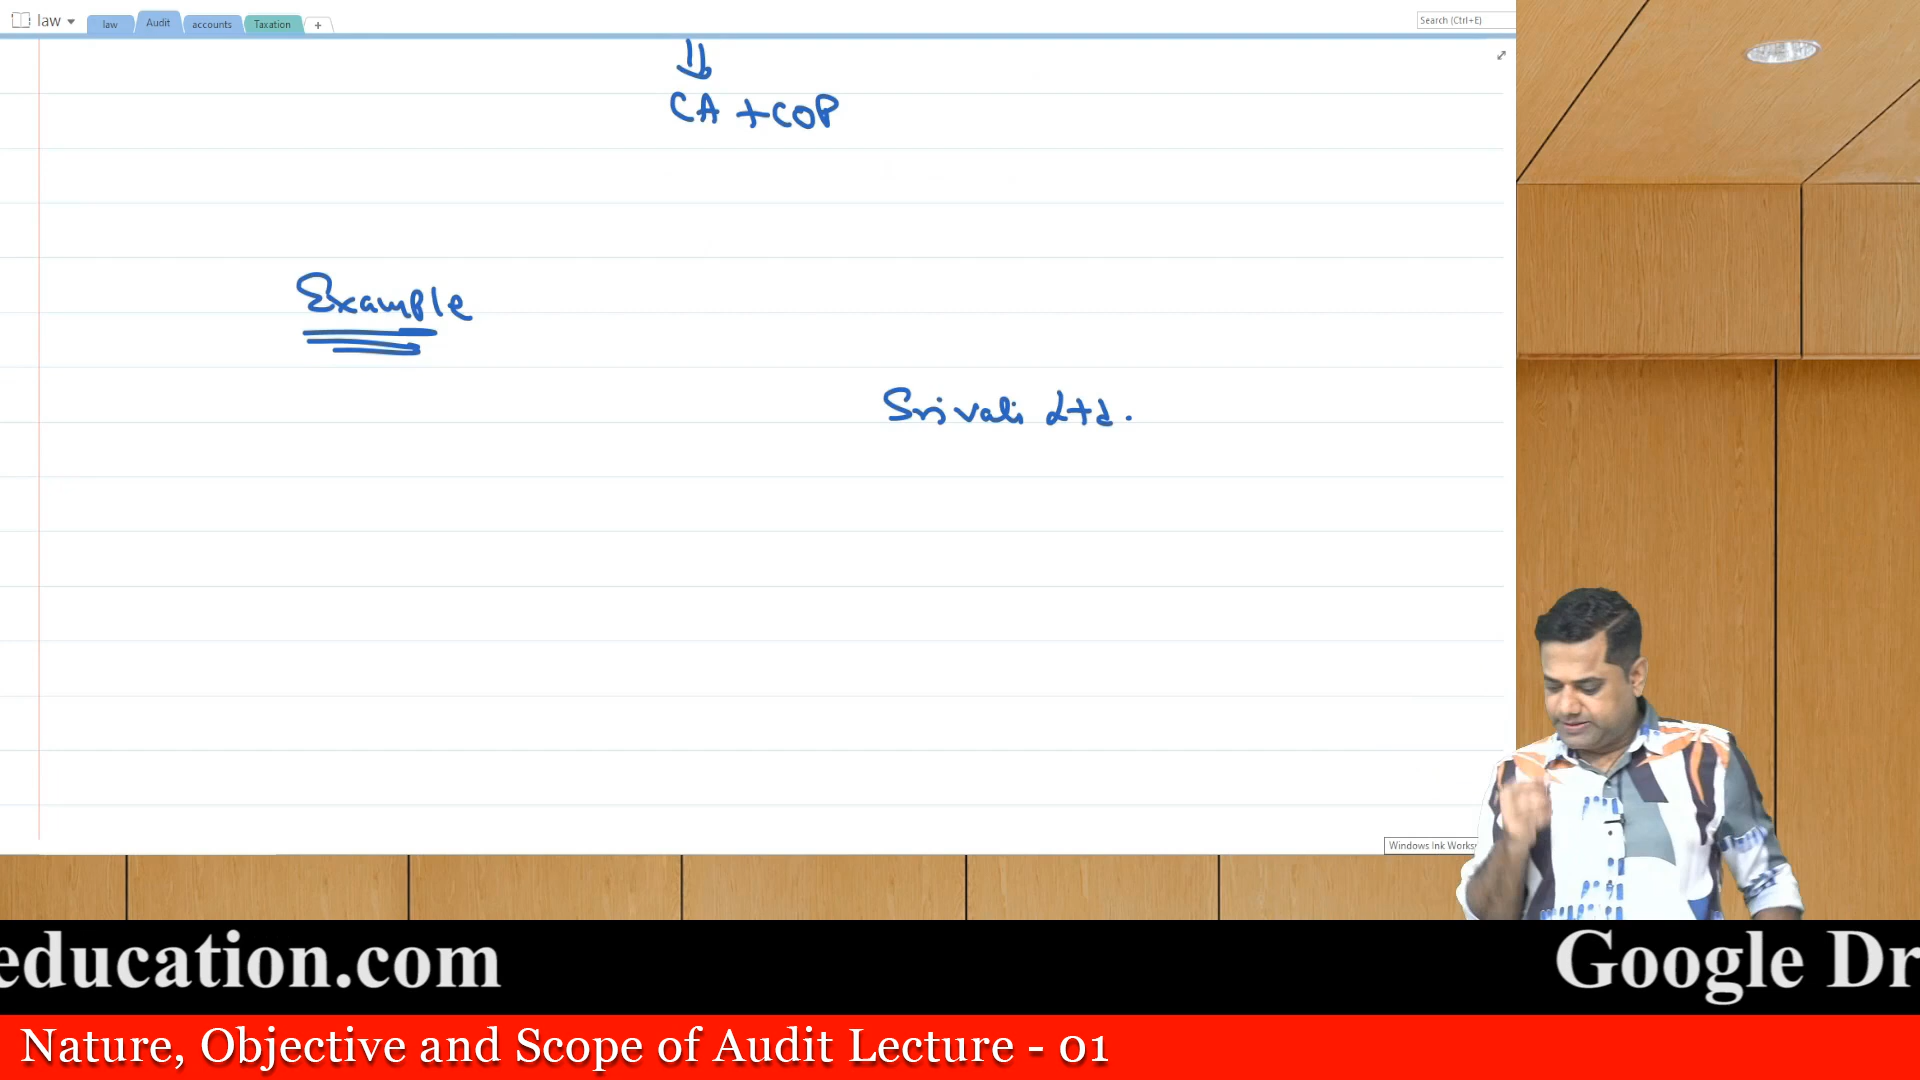 law
law Audit accounts Taxation +
Search (Ctrl+E)
CA + COP
Example
Srivali Ltd.
Windows Ink Works
education.com
Google Dr
Nature, Objective and Scope of Audit Lecture - 01